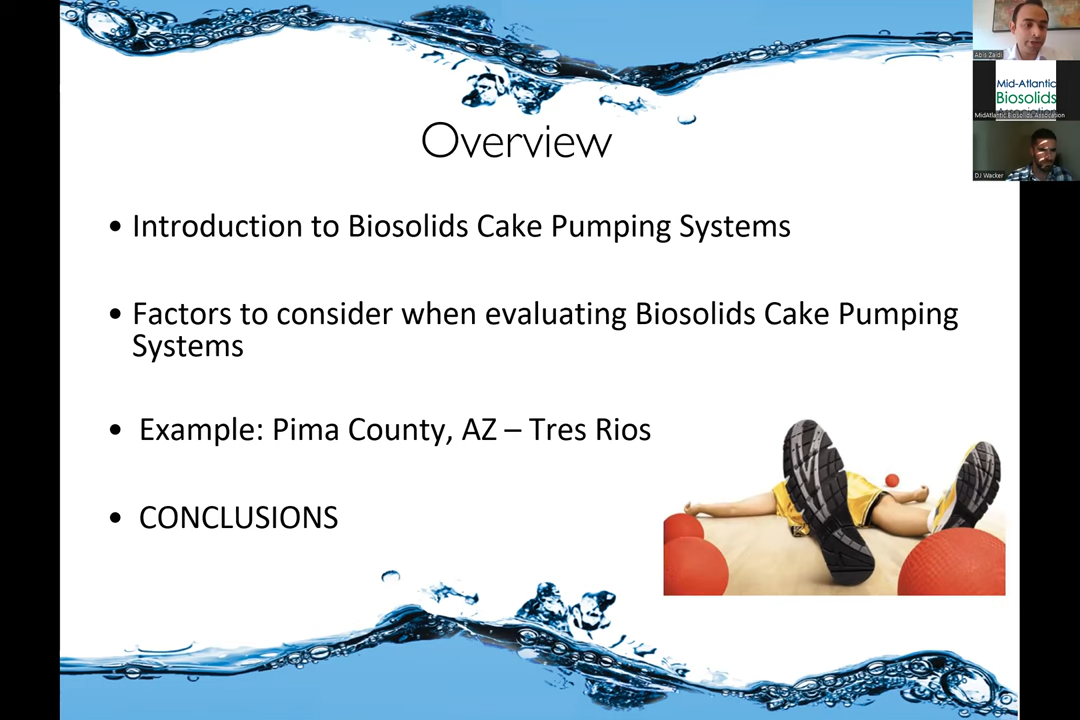 Overview
• Introduction to Biosolids Cake Pumping Systems
• Factors to consider when evaluating Biosolids Cake Pumping
Systems
• Example: Pima County, AZ – Tres Rios
• CONCLUSIONS
Abis Zaidi
Mid-Atlantic
Biosolids
Association
MidAtlantic Biosolids Association
DJ Wacker